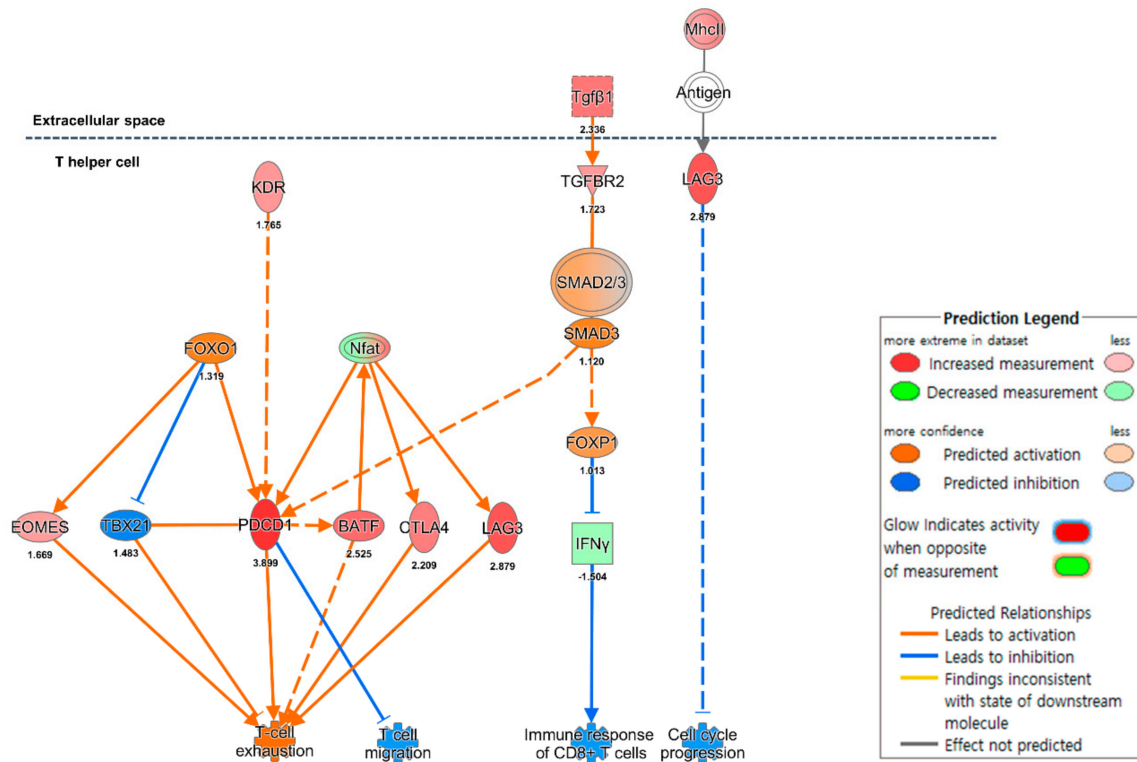 MhcII
Antigen
Tgfβ1
2.336
Extracellular space
T helper cell
KDR
1.765
TGFBR2
1.723
LAG3
2.879
SMAD2/3
SMAD3
1.120
FOXO1
1.319
Nfat
FOXP1
1.013
EOMES
1.669
TBX21
1.483
PDCD1
3.899
BATF
2.525
CTLA4
2.209
LAG3
2.879
IFNγ
-1.504
T-cell
exhaustion
T cell
migration
Immune response
of CD8+ T cells
Cell cycle
progression
Prediction Legend
more extreme in dataset less
Increased measurement
Decreased measurement
more confidence less
Predicted activation
Predicted inhibition
Glow Indicates activity
when opposite
of measurement
Predicted Relationships
Leads to activation
Leads to inhibition
Findings inconsistent
with state of downstream
molecule
Effect not predicted